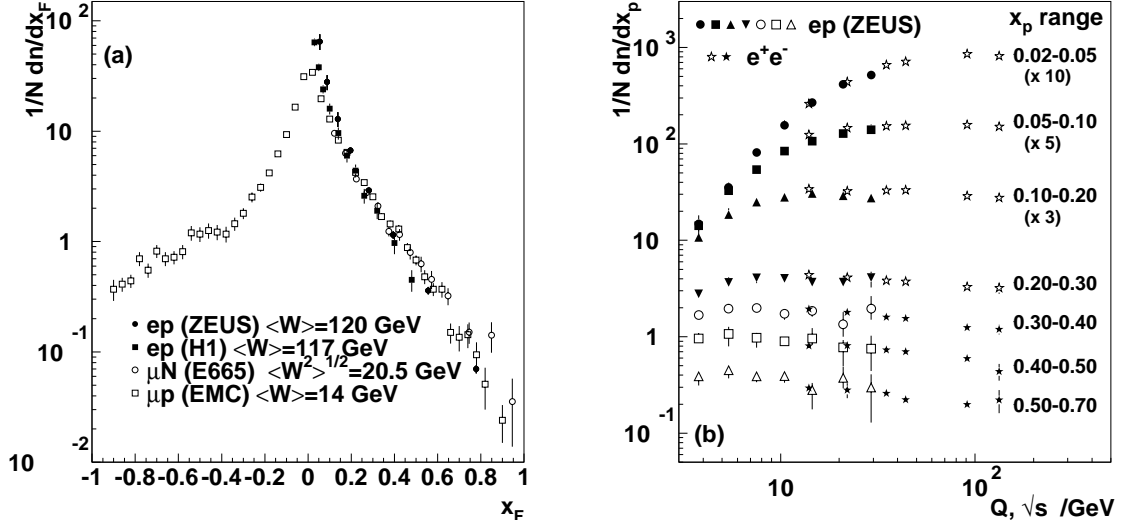 1/N dn/dx_F
(a)
10^2
10
1
10^-1
10^-2
ep (ZEUS) <W>=120 GeV
ep (H1) <W>=117 GeV
μN (E665) <W^2>^1/2=20.5 GeV
μp (EMC) <W>=14 GeV
-1 -0.8 -0.6 -0.4 -0.2 0 0.2 0.4 0.6 0.8 1
x_F
1/N dn/dx_p
10^3
10^2
10
1
10^-1
ep (ZEUS)
e^+e^-
x_p range
0.02-0.05
(x 10)
0.05-0.10
(x 5)
0.10-0.20
(x 3)
0.20-0.30
0.30-0.40
0.40-0.50
0.50-0.70
(b)
10 10^2
Q, √s /GeV